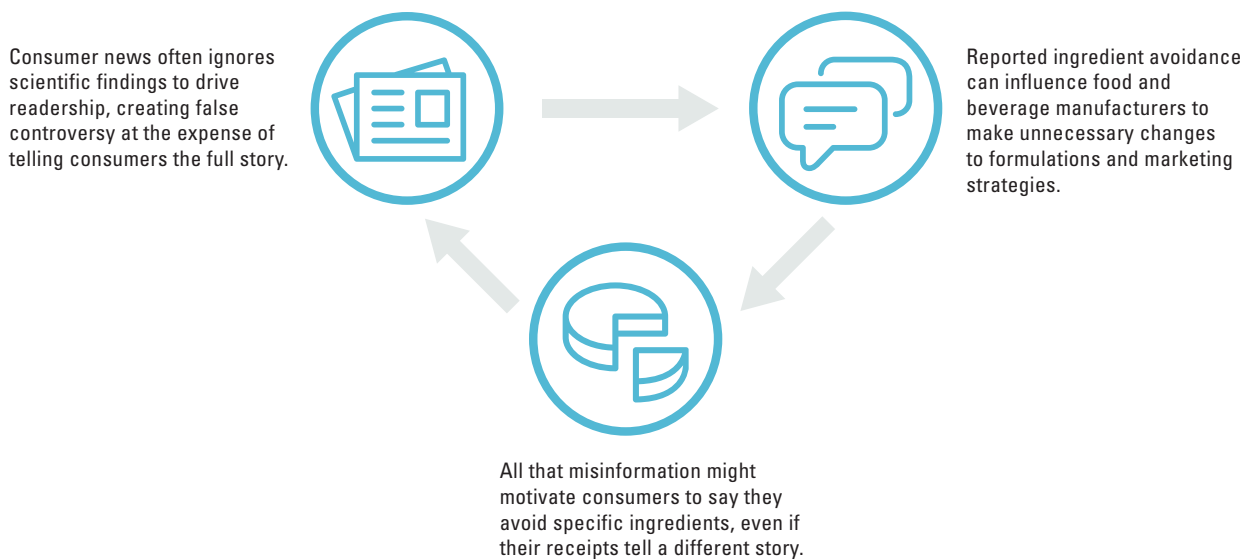 Consumer news often ignores
scientific findings to drive
readership, creating false
controversy at the expense of
telling consumers the full story.
Reported ingredient avoidance
can influence food and
beverage manufacturers to
make unnecessary changes
to formulations and marketing
strategies.
All that misinformation might
motivate consumers to say they
avoid specific ingredients, even if
their receipts tell a different story.